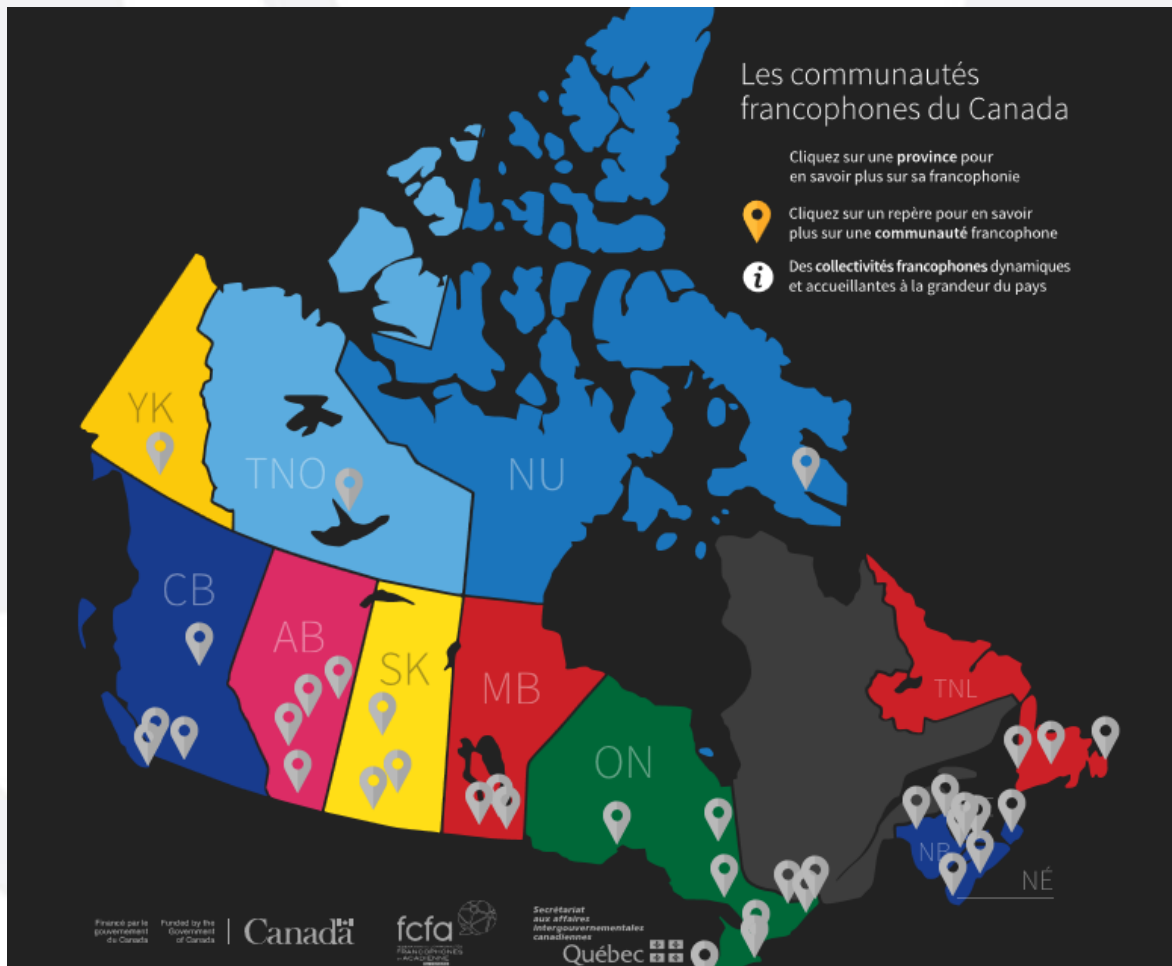 Les communautés
francophones du Canada
Cliquez sur une province pour
en savoir plus sur sa francophonie
Cliquez sur un repère pour en savoir
plus sur une communauté francophone
i
Des collectivités francophones dynamiques
et accueillantes à la grandeur du pays
YK
TNO
NU
CB
AB
SK
MB
ON
TNL
NB
NÉ
Financé par le
gouvernement
du Canada
Funded by the
Government
of Canada
Canada
fcfa
FRANCOPHONES
ACADIENNE
Secrétariat
aux affaires
intergouvernementales
canadiennes
Québec